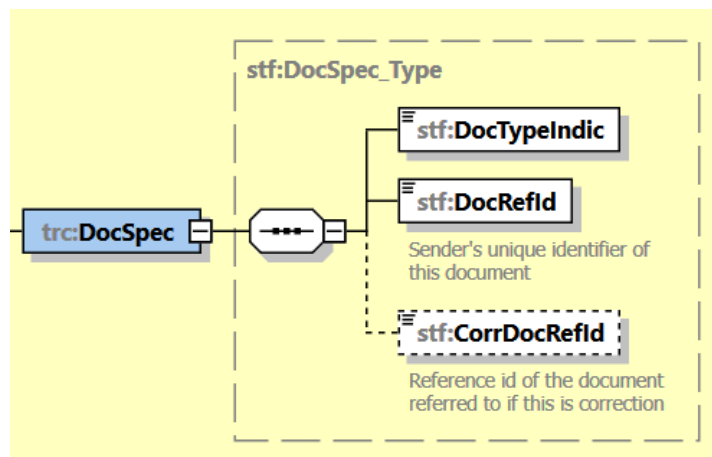 stf:DocSpec_Type
stf:DocTypeIndic
stf:DocRefId
trc:DocSpec
Sender's unique identifier of
this document
stf:CorrDocRefId
Reference id of the document
referred to if this is correction